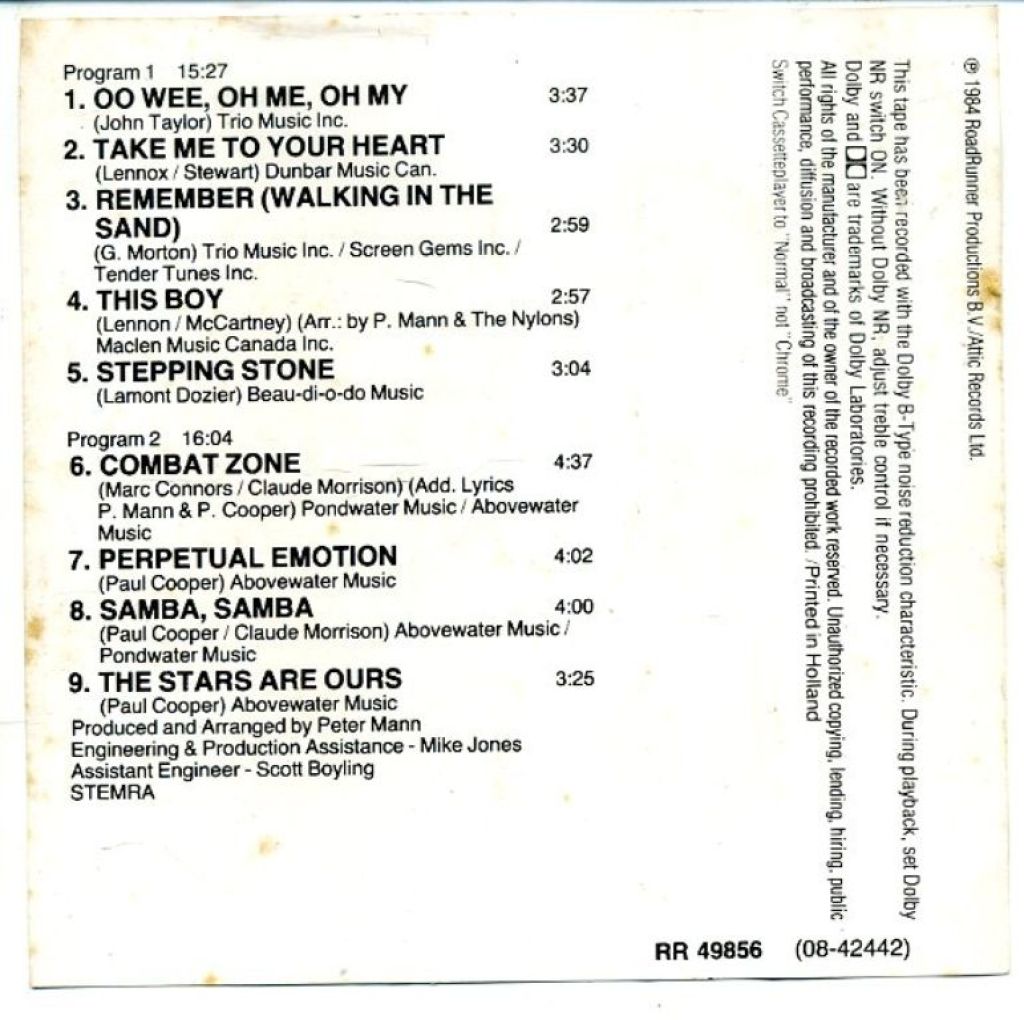 Program 1 15:27
1. OO WEE, OH ME, OH MY 3:37
(John Taylor) Trio Music Inc.
2. TAKE ME TO YOUR HEART 3:30
(Lennox / Stewart) Dunbar Music Can.
3. REMEMBER (WALKING IN THE
SAND) 2:59
(G. Morton) Trio Music Inc. / Screen Gems Inc. /
Tender Tunes Inc.
4. THIS BOY 2:57
(Lennon / McCartney) (Arr.: by P. Mann & The Nylons)
Maclen Music Canada Inc.
5. STEPPING STONE 3:04
(Lamont Dozier) Beau-di-o-do Music
Program 2 16:04
6. COMBAT ZONE 4:37
(Marc Connors / Claude Morrison) (Add. Lyrics
P. Mann & P. Cooper) Pondwater Music / Abovewater
Music
7. PERPETUAL EMOTION 4:02
(Paul Cooper) Abovewater Music
8. SAMBA, SAMBA 4:00
(Paul Cooper / Claude Morrison) Abovewater Music /
Pondwater Music
9. THE STARS ARE OURS 3:25
(Paul Cooper) Abovewater Music
Produced and Arranged by Peter Mann
Engineering & Production Assistance - Mike Jones
Assistant Engineer - Scott Boyling
STEMRA
℗ 1984 RoadRunner Productions B.V./Attic Records Ltd.
This tape has been recorded with the Dolby B-Type noise reduction characteristic. During playback, set Dolby
NR switch ON. Without Dolby NR, adjust treble control if necessary.
Dolby and are trademarks of Dolby Laboratories.
All rights of the manufacturer and of the owner of the recorded work reserved. Unauthorized copying, lending, hiring, public
performance, diffusion and broadcasting of this recording prohibited. /Printed in Holland
Switch Cassetteplayer to "Normal" not "Chrome"
RR 49856 (08-42442)